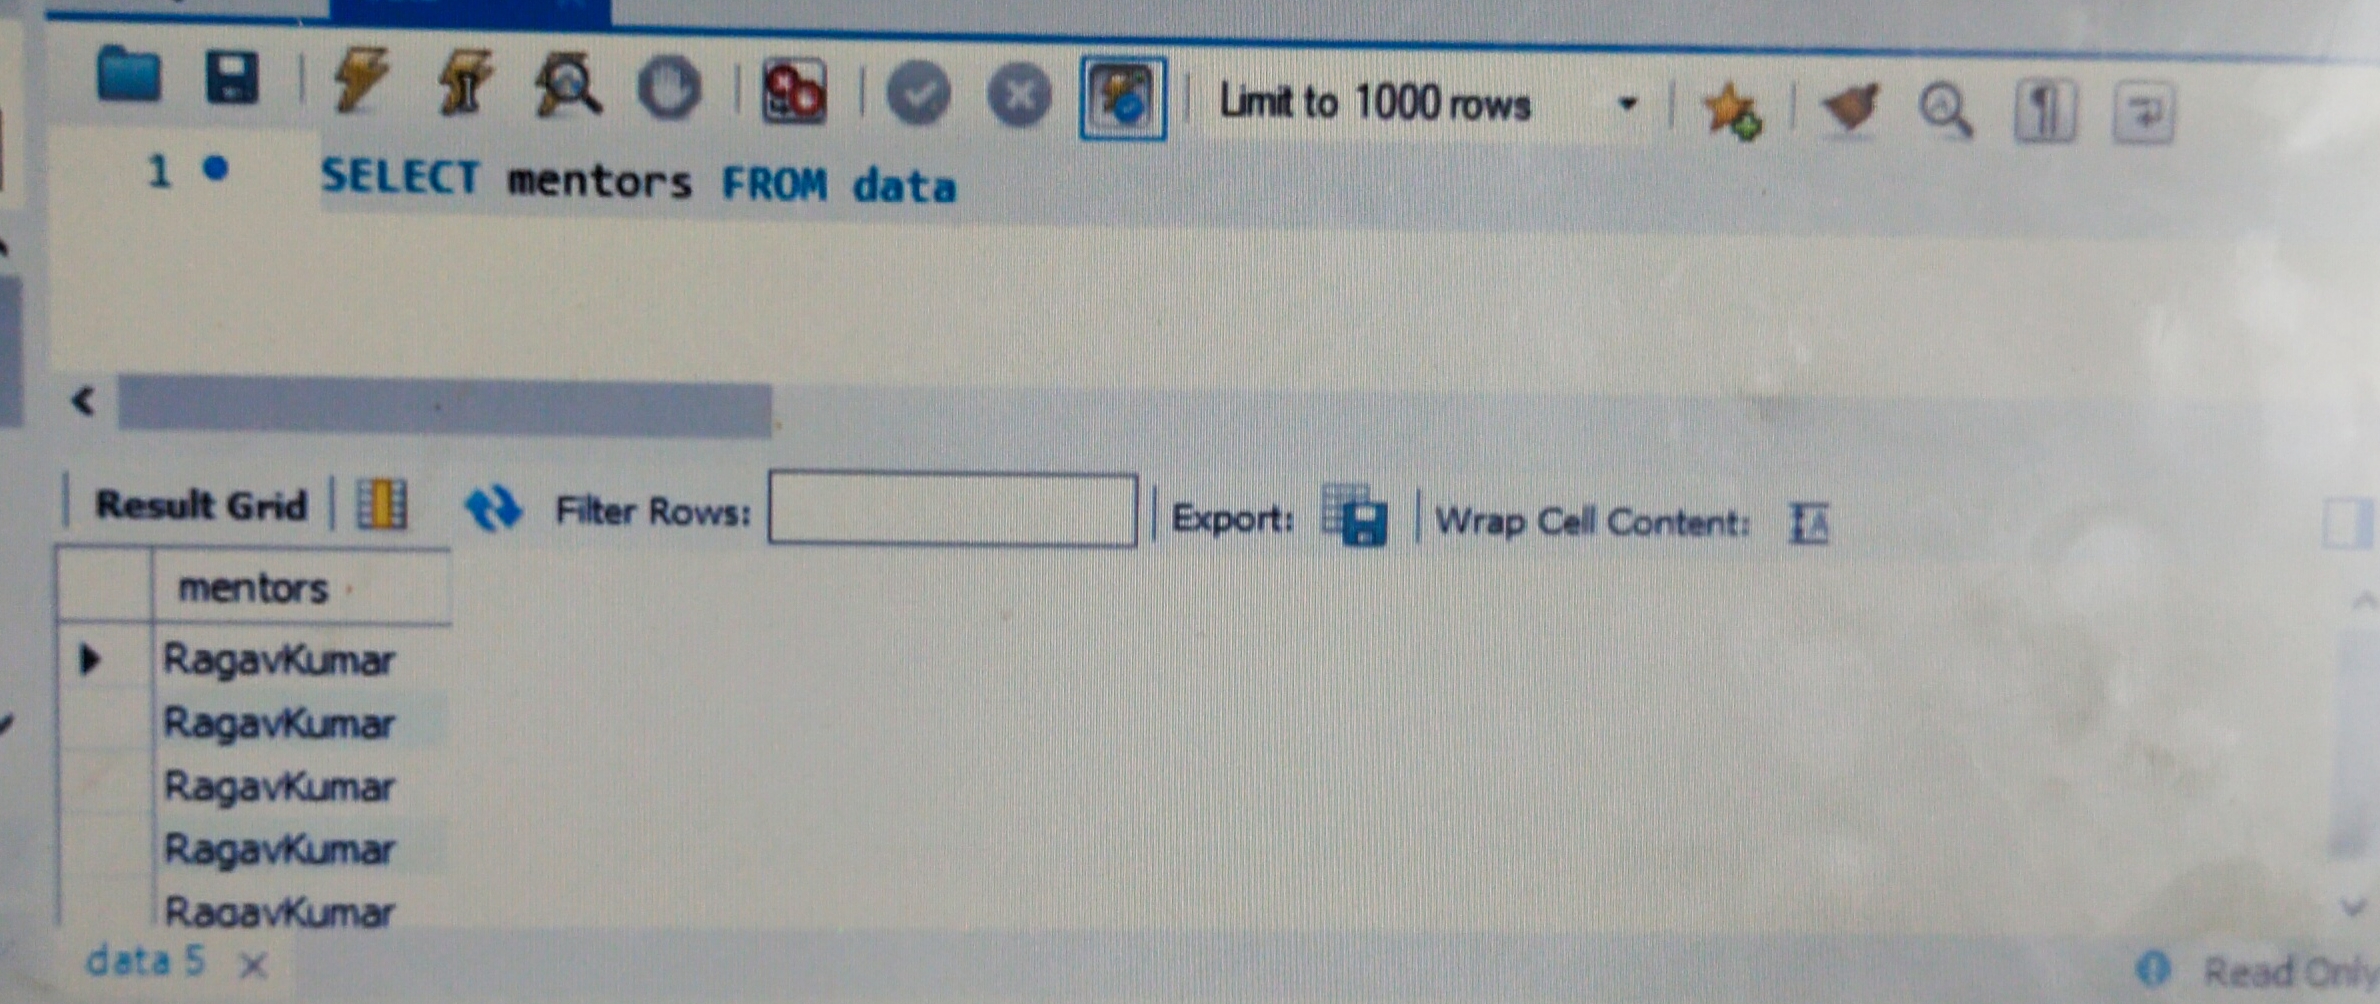 Limit to 1000 rows
1 SELECT mentors FROM data
Result Grid Filter Rows: Export: Wrap Cell Content:
mentors
RagavKumar
RagavKumar
RagavKumar
RagavKumar
RagavKumar
data 5
Read Only